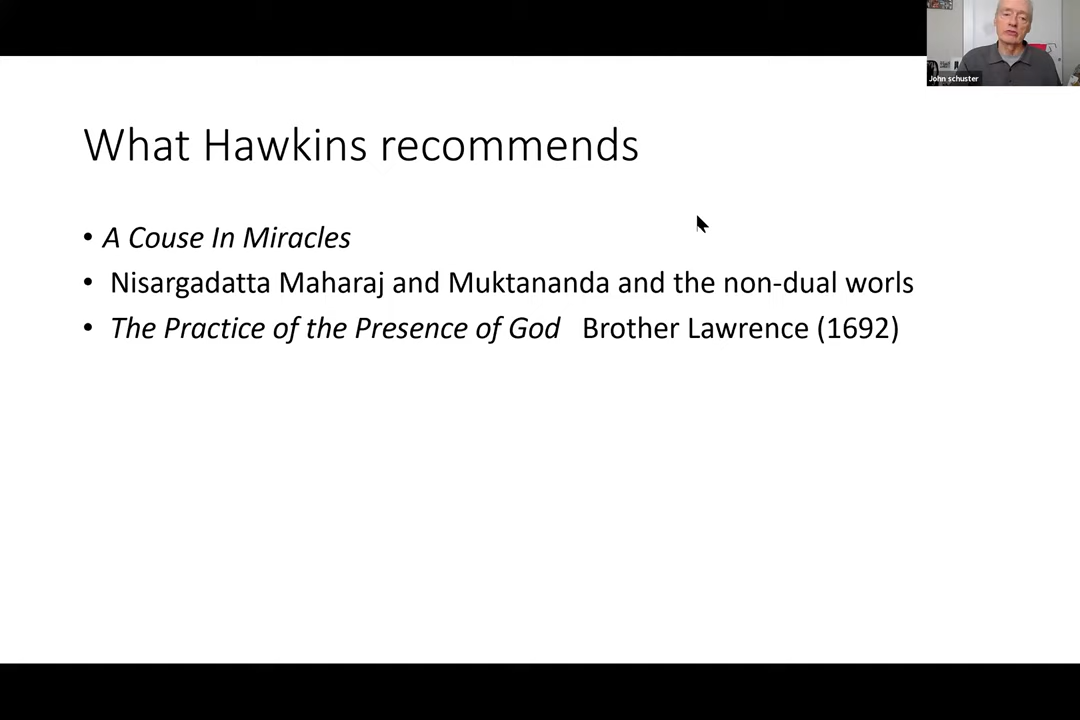 John schuster
What Hawkins recommends
• A Couse In Miracles
• Nisargadatta Maharaj and Muktananda and the non-dual worls
• The Practice of the Presence of God Brother Lawrence (1692)